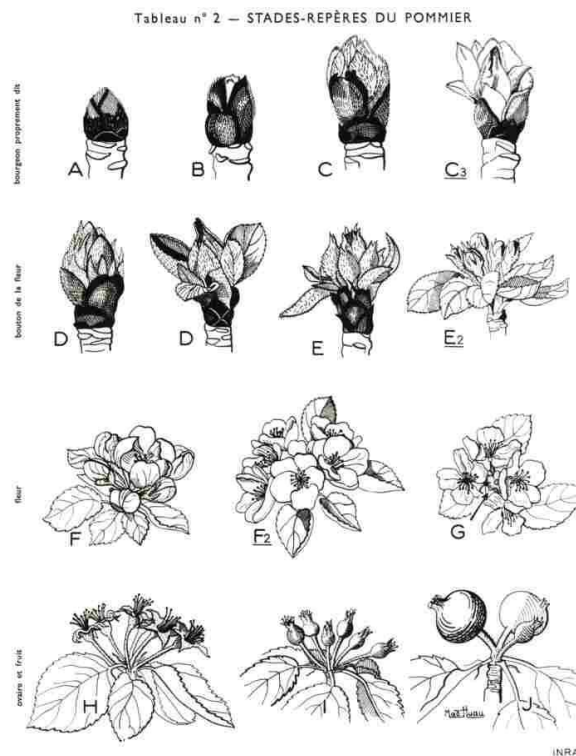 Tableau n° 2 — STADES-REPÈRES DU POMMIER
bourgeon proprement dit
A
B
C
C3
bouton de la fleur
D
D
E
E2
fleur
F
F2
G
ovaire et fruit
H
I
J
INRA